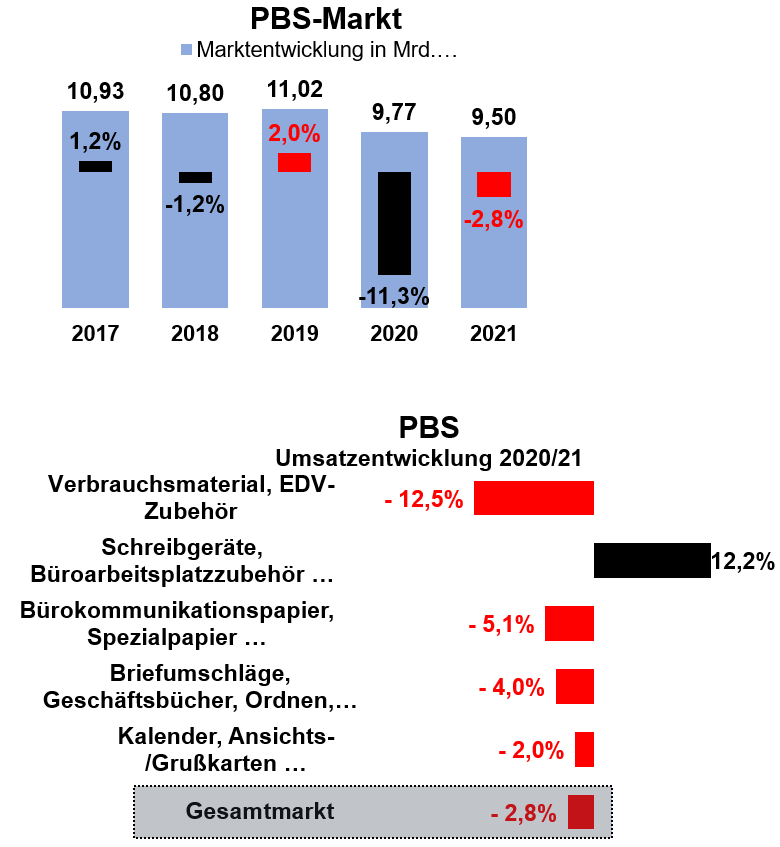 PBS-Markt
Marktentwicklung in Mrd.…
10,93 10,80 11,02 9,77 9,50
1,2% -1,2% 2,0% -11,3% -2,8%
2017 2018 2019 2020 2021
PBS
Umsatzentwicklung 2020/21
Verbrauchsmaterial, EDV-
Zubehör
- 12,5%
Schreibgeräte,
Büroarbeitsplatzzubehör …
12,2%
Bürokommunikationspapier,
Spezialpapier …
- 5,1%
Briefumschläge,
Geschäftsbücher, Ordnen,…
- 4,0%
Kalender, Ansichts-
/Grußkarten …
- 2,0%
Gesamtmarkt
- 2,8%